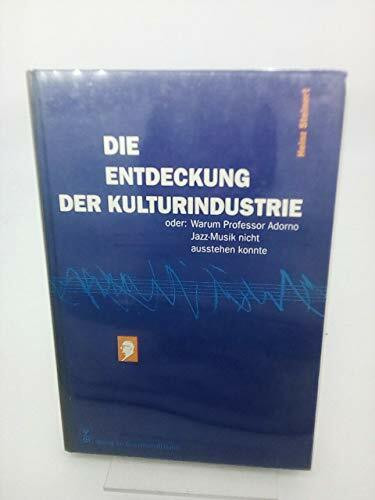 Heinz Steinert
DIE
ENTDECKUNG
DER KULTURINDUSTRIE
oder: Warum Professor Adorno
Jazz-Musik nicht
ausstehen konnte